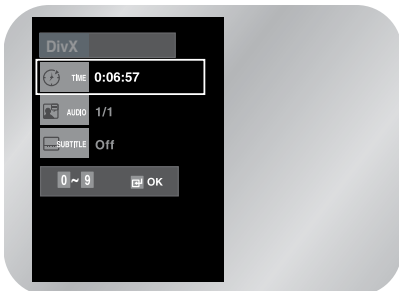 DivX
TIME 0:06:57
AUDIO 1/1
SUBTITLE Off
0 ~ 9 OK